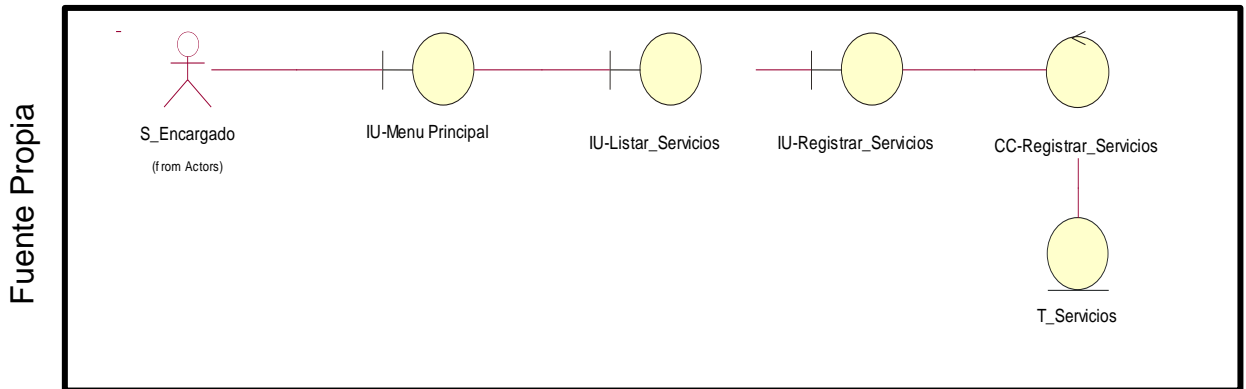 Fuente Propia
S_Encargado
(from Actors)
IU-Menu Principal
IU-Listar_Servicios
IU-Registrar_Servicios
CC-Registrar_Servicios
T_Servicios